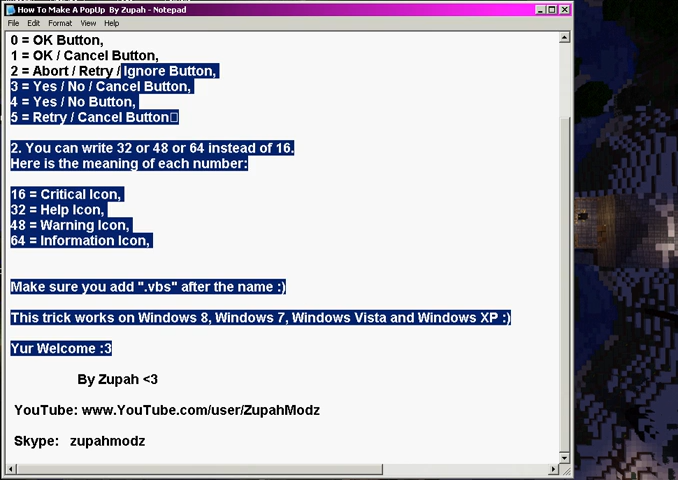 How To Make A PopUp By Zupah - Notepad
File Edit Format View Help
0 = OK Button,
1 = OK / Cancel Button,
2 = Abort / Retry / Ignore Button,
3 = Yes / No / Cancel Button,
4 = Yes / No Button,
5 = Retry / Cancel Button
2. You can write 32 or 48 or 64 instead of 16.
Here is the meaning of each number:
16 = Critical Icon,
32 = Help Icon,
48 = Warning Icon,
64 = Information Icon,
Make sure you add ".vbs" after the name :)
This trick works on Windows 8, Windows 7, Windows Vista and Windows XP :)
Yur Welcome :3
By Zupah <3
YouTube: www.YouTube.com/user/ZupahModz
Skype: zupahmodz